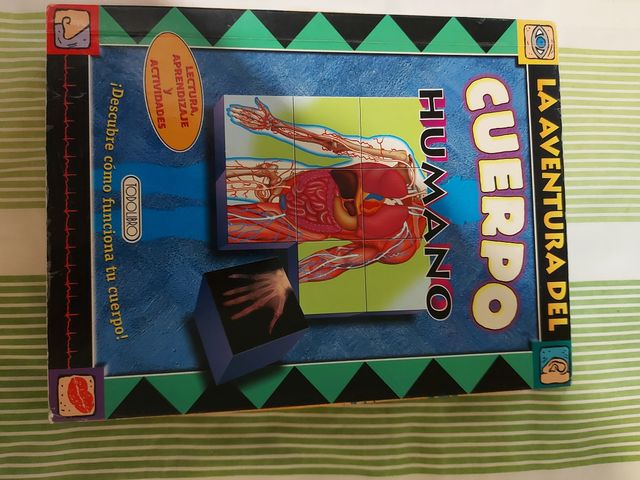 LA AVENTURA DEL
CUERPO
HUMANO
LECTURA,
APRENDIZAJE
Y
ACTIVIDADES
TODOLIBRO
¡Descubre cómo funciona tu cuerpo!